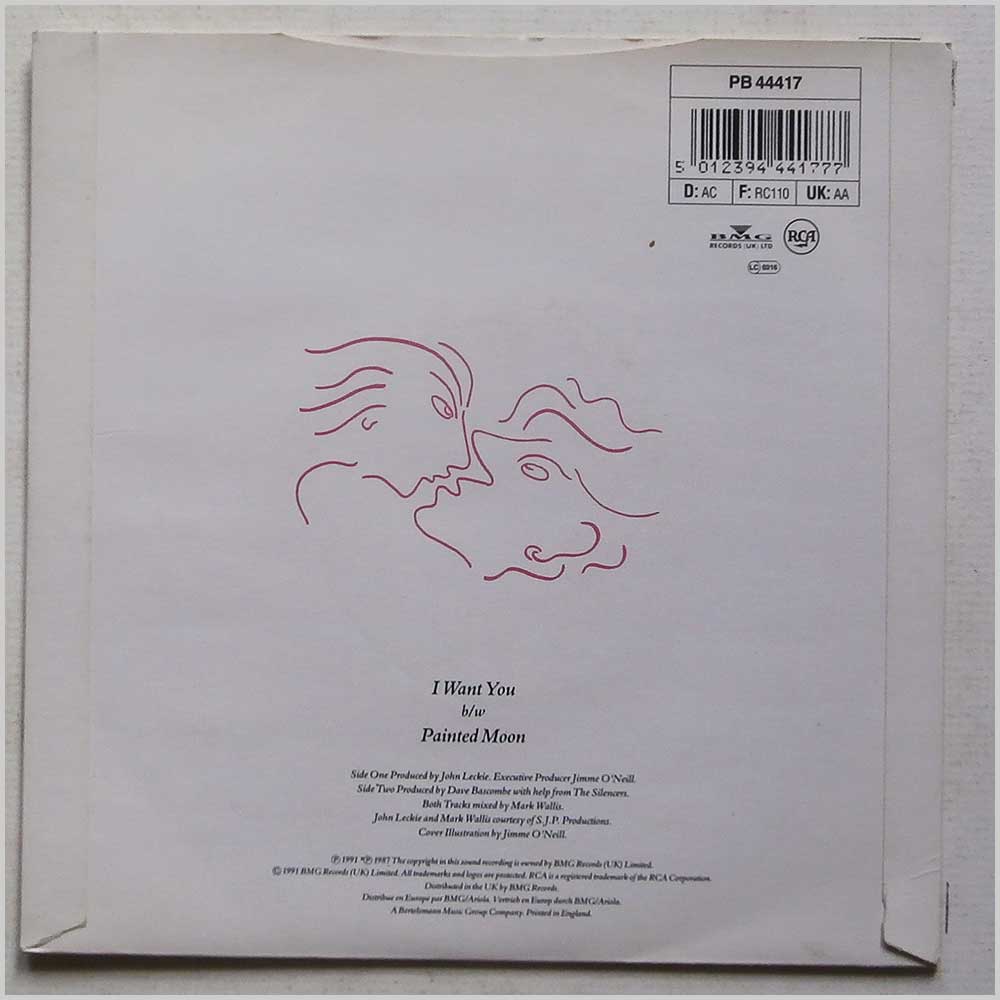 PB 44417
5 012394 441777
D: AC F: RC110 UK: AA
BMG RCA
RECORDS (UK) LTD
LC 0316
I Want You
b/w
Painted Moon
Side One Produced by John Leckie. Executive Producer Jimme O'Neill.
Side Two Produced by Dave Bascombe with help from The Silencers.
Both Tracks mixed by Mark Wallis.
John Leckie and Mark Wallis courtesy of S.J.P. Productions.
Cover Illustration by Jimme O'Neill.
℗ 1991 *℗ 1987 The copyright in this sound recording is owned by BMG Records (UK) Limited.
© 1991 BMG Records (UK) Limited. All trademarks and logos are protected. RCA is a registered trademark of the RCA Corporation.
Distributed in the UK by BMG Records.
Distribue en Europe par BMG/Ariola. Vertrieb en Europ durch BMG/Ariola.
A Bertelsmann Music Group Company. Printed in England.